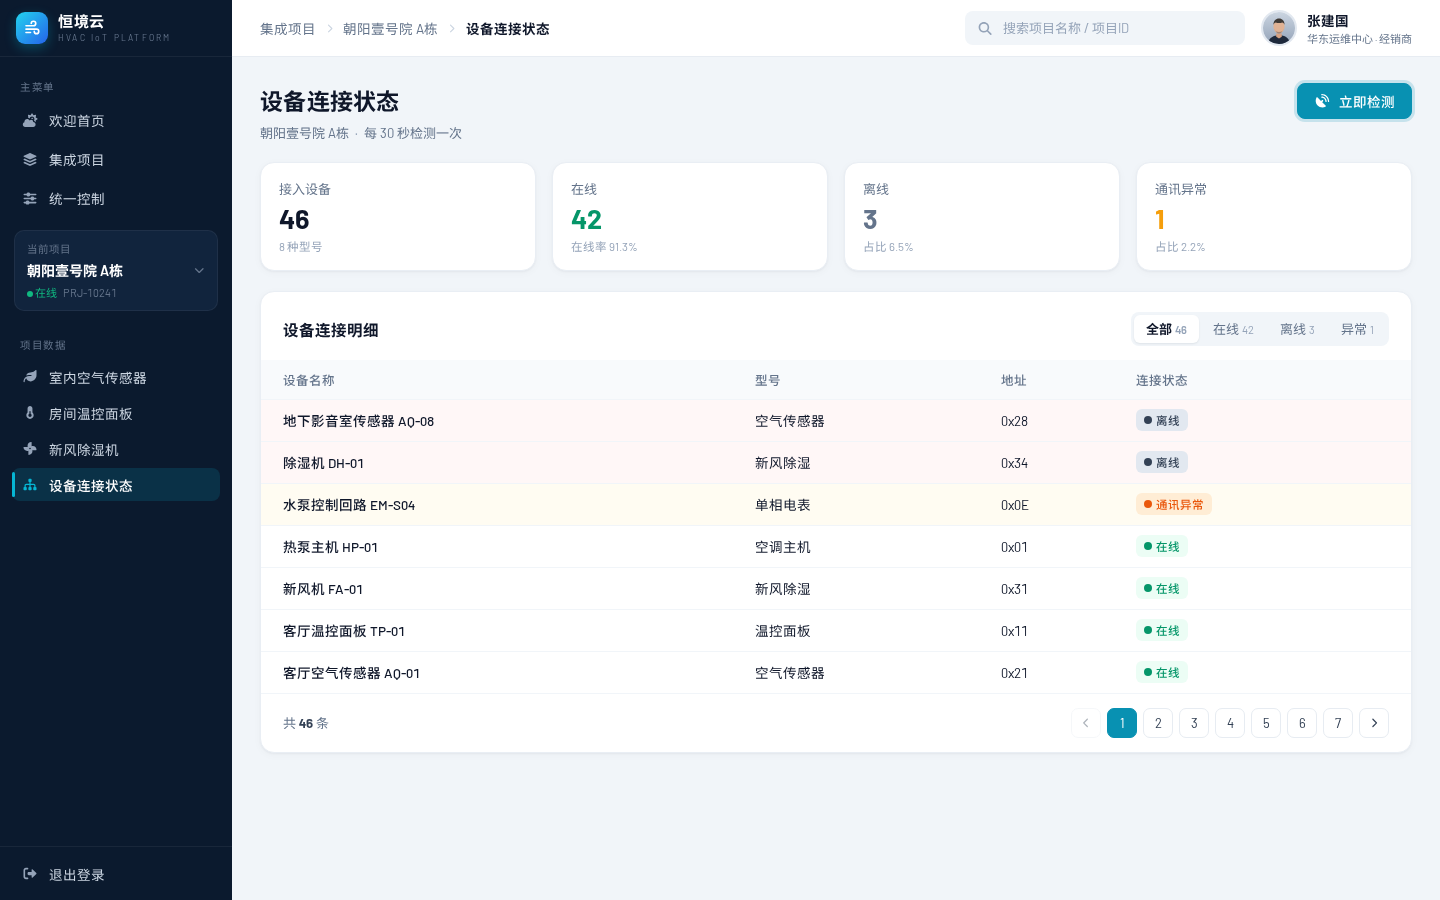 恒境云
HVAC IoT PLATFORM
主菜单
欢迎首页
集成项目
统一控制
当前项目
朝阳壹号院 A栋
在线 PRJ-10241
项目数据
室内空气传感器
房间温控面板
新风除湿机
设备连接状态
退出登录
集成项目 朝阳壹号院 A栋 设备连接状态
搜索项目名称 / 项目ID
张建国
华东运维中心 · 经销商
设备连接状态
朝阳壹号院 A栋 · 每 30 秒检测一次
立即检测
接入设备
46
8 种型号
在线
42
在线率 91.3%
离线
3
占比 6.5%
通讯异常
1
占比 2.2%
设备连接明细
全部 46 在线 42 离线 3 异常 1
设备名称 型号 地址 连接状态
地下影音室传感器 AQ-08 空气传感器 0x28 离线
除湿机 DH-01 新风除湿 0x34 离线
水泵控制回路 EM-S04 单相电表 0x0E 通讯异常
热泵主机 HP-01 空调主机 0x01 在线
新风机 FA-01 新风除湿 0x31 在线
客厅温控面板 TP-01 温控面板 0x11 在线
客厅空气传感器 AQ-01 空气传感器 0x21 在线
共 46 条
1 2 3 4 5 6 7